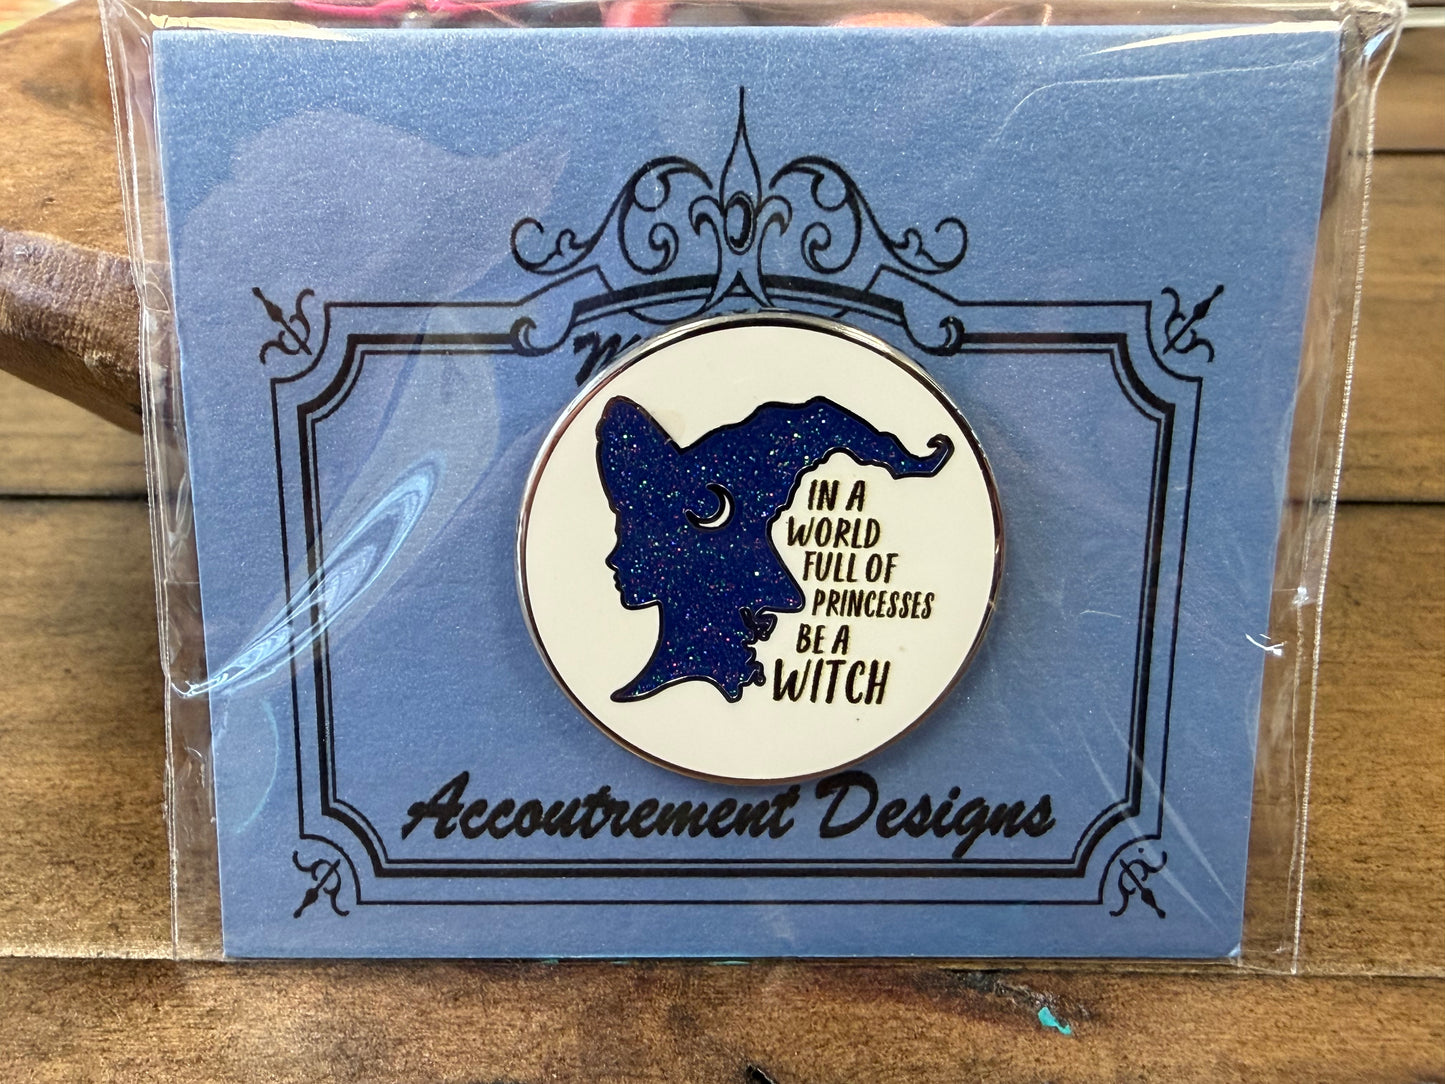 IN A
WORLD
FULL OF
PRINCESSES
BE A
WITCH
Accoutrement Designs